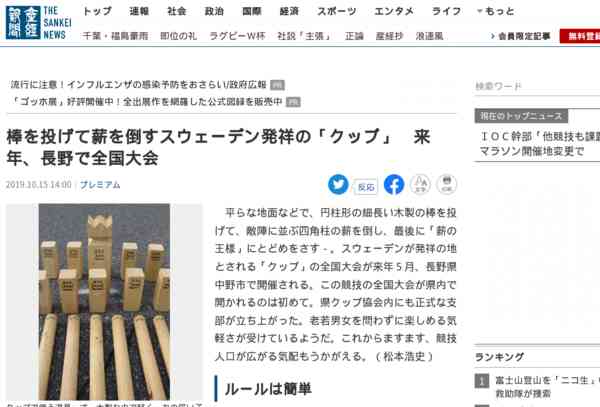 産経新聞
THE SANKEI NEWS
トップ 速報 社会 政治 国際 経済 スポーツ エンタメ ライフ もっと
千葉・福島豪雨 即位の礼 ラグビーW杯 社説「主張」 正論 産経抄 浪速風
会員限定記事
無料登録
流行に注意！インフルエンザの感染予防をおさらい/政府広報 PR
「ゴッホ展」好評開催中！全出展作を網羅した公式図録を販売中 PR
検索ワード
現在のトップニュース
ＩＯＣ幹部「他競技も課題
マラソン開催地変更で
棒を投げて薪を倒すスウェーデン発祥の「クッブ」　来
年、長野で全国大会
2019.10.15 14:00 プレミアム
反応
文字
印刷
　平らな地面などで、円柱形の細長い木製の棒を投
げて、敵陣に並ぶ四角柱の薪を倒し、最後に「薪の
王様」にとどめをさす－。スウェーデンが発祥の地
とされる「クッブ」の全国大会が来年５月、長野県
中野市で開催される。この競技の全国大会が県内で
開かれるのは初めて。県クッブ協会内にも正式な支
部が立ち上がった。老若男女を問わずに楽しめる気
軽さが受けているようだ。これからますます、競技
人口が広がる気配もうかがえる。（松本浩史）
ルールは簡単
ランキング
1 富士山登山を「ニコ生」
救助隊が捜索